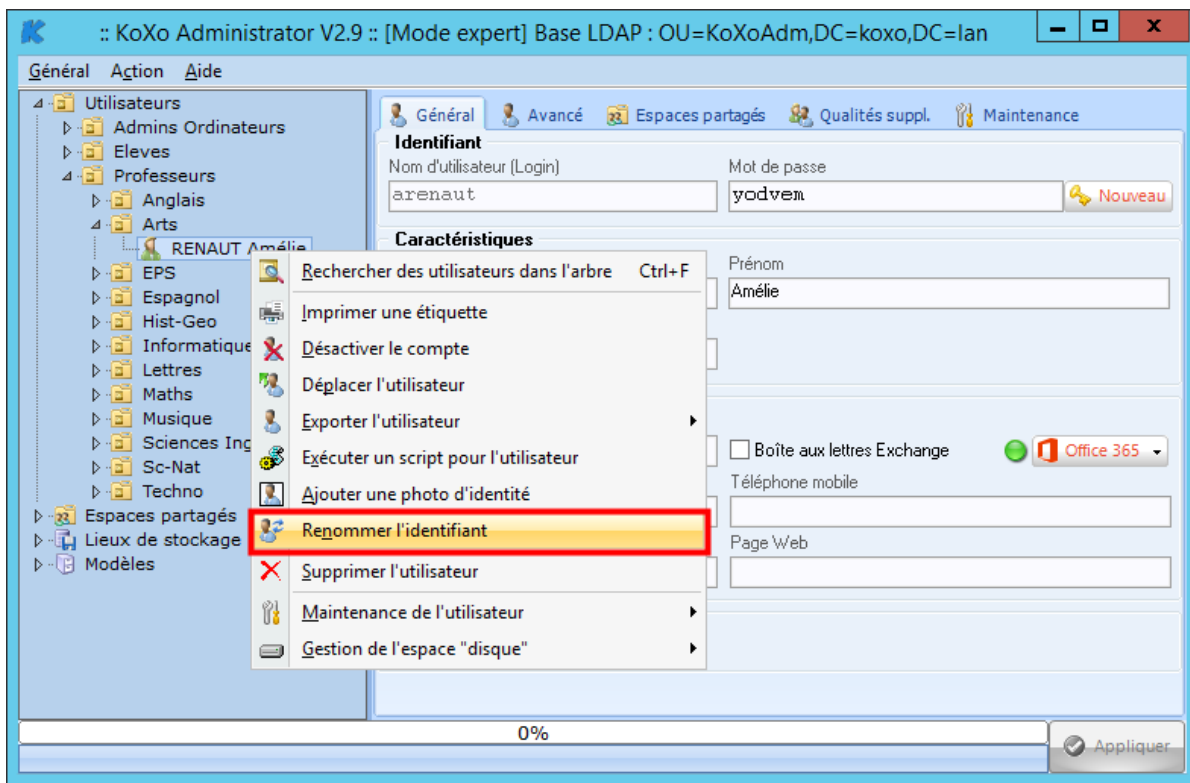 :: KoXo Administrator V2.9 :: [Mode expert] Base LDAP : OU=KoXoAdm,DC=koxo,DC=lan
Général Action Aide
Utilisateurs
Admins Ordinateurs
Eleves
Professeurs
Anglais
Arts
RENAUT Amélie
EPS
Espagnol
Hist-Geo
Informatique
Lettres
Maths
Musique
Sciences Ing
Sc-Nat
Techno
Espaces partagés
Lieux de stockage
Modèles
Général Avancé Espaces partagés Qualités suppl. Maintenance
Identifiant
Nom d'utilisateur (Login) Mot de passe
arenaut yodvem Nouveau
Caractéristiques
Prénom
Amélie
Boîte aux lettres Exchange Office 365
Téléphone mobile
Page Web
Rechercher des utilisateurs dans l'arbre Ctrl+F
Imprimer une étiquette
Désactiver le compte
Déplacer l'utilisateur
Exporter l'utilisateur
Exécuter un script pour l'utilisateur
Ajouter une photo d'identité
Renommer l'identifiant
Supprimer l'utilisateur
Maintenance de l'utilisateur
Gestion de l'espace "disque"
0%
Appliquer